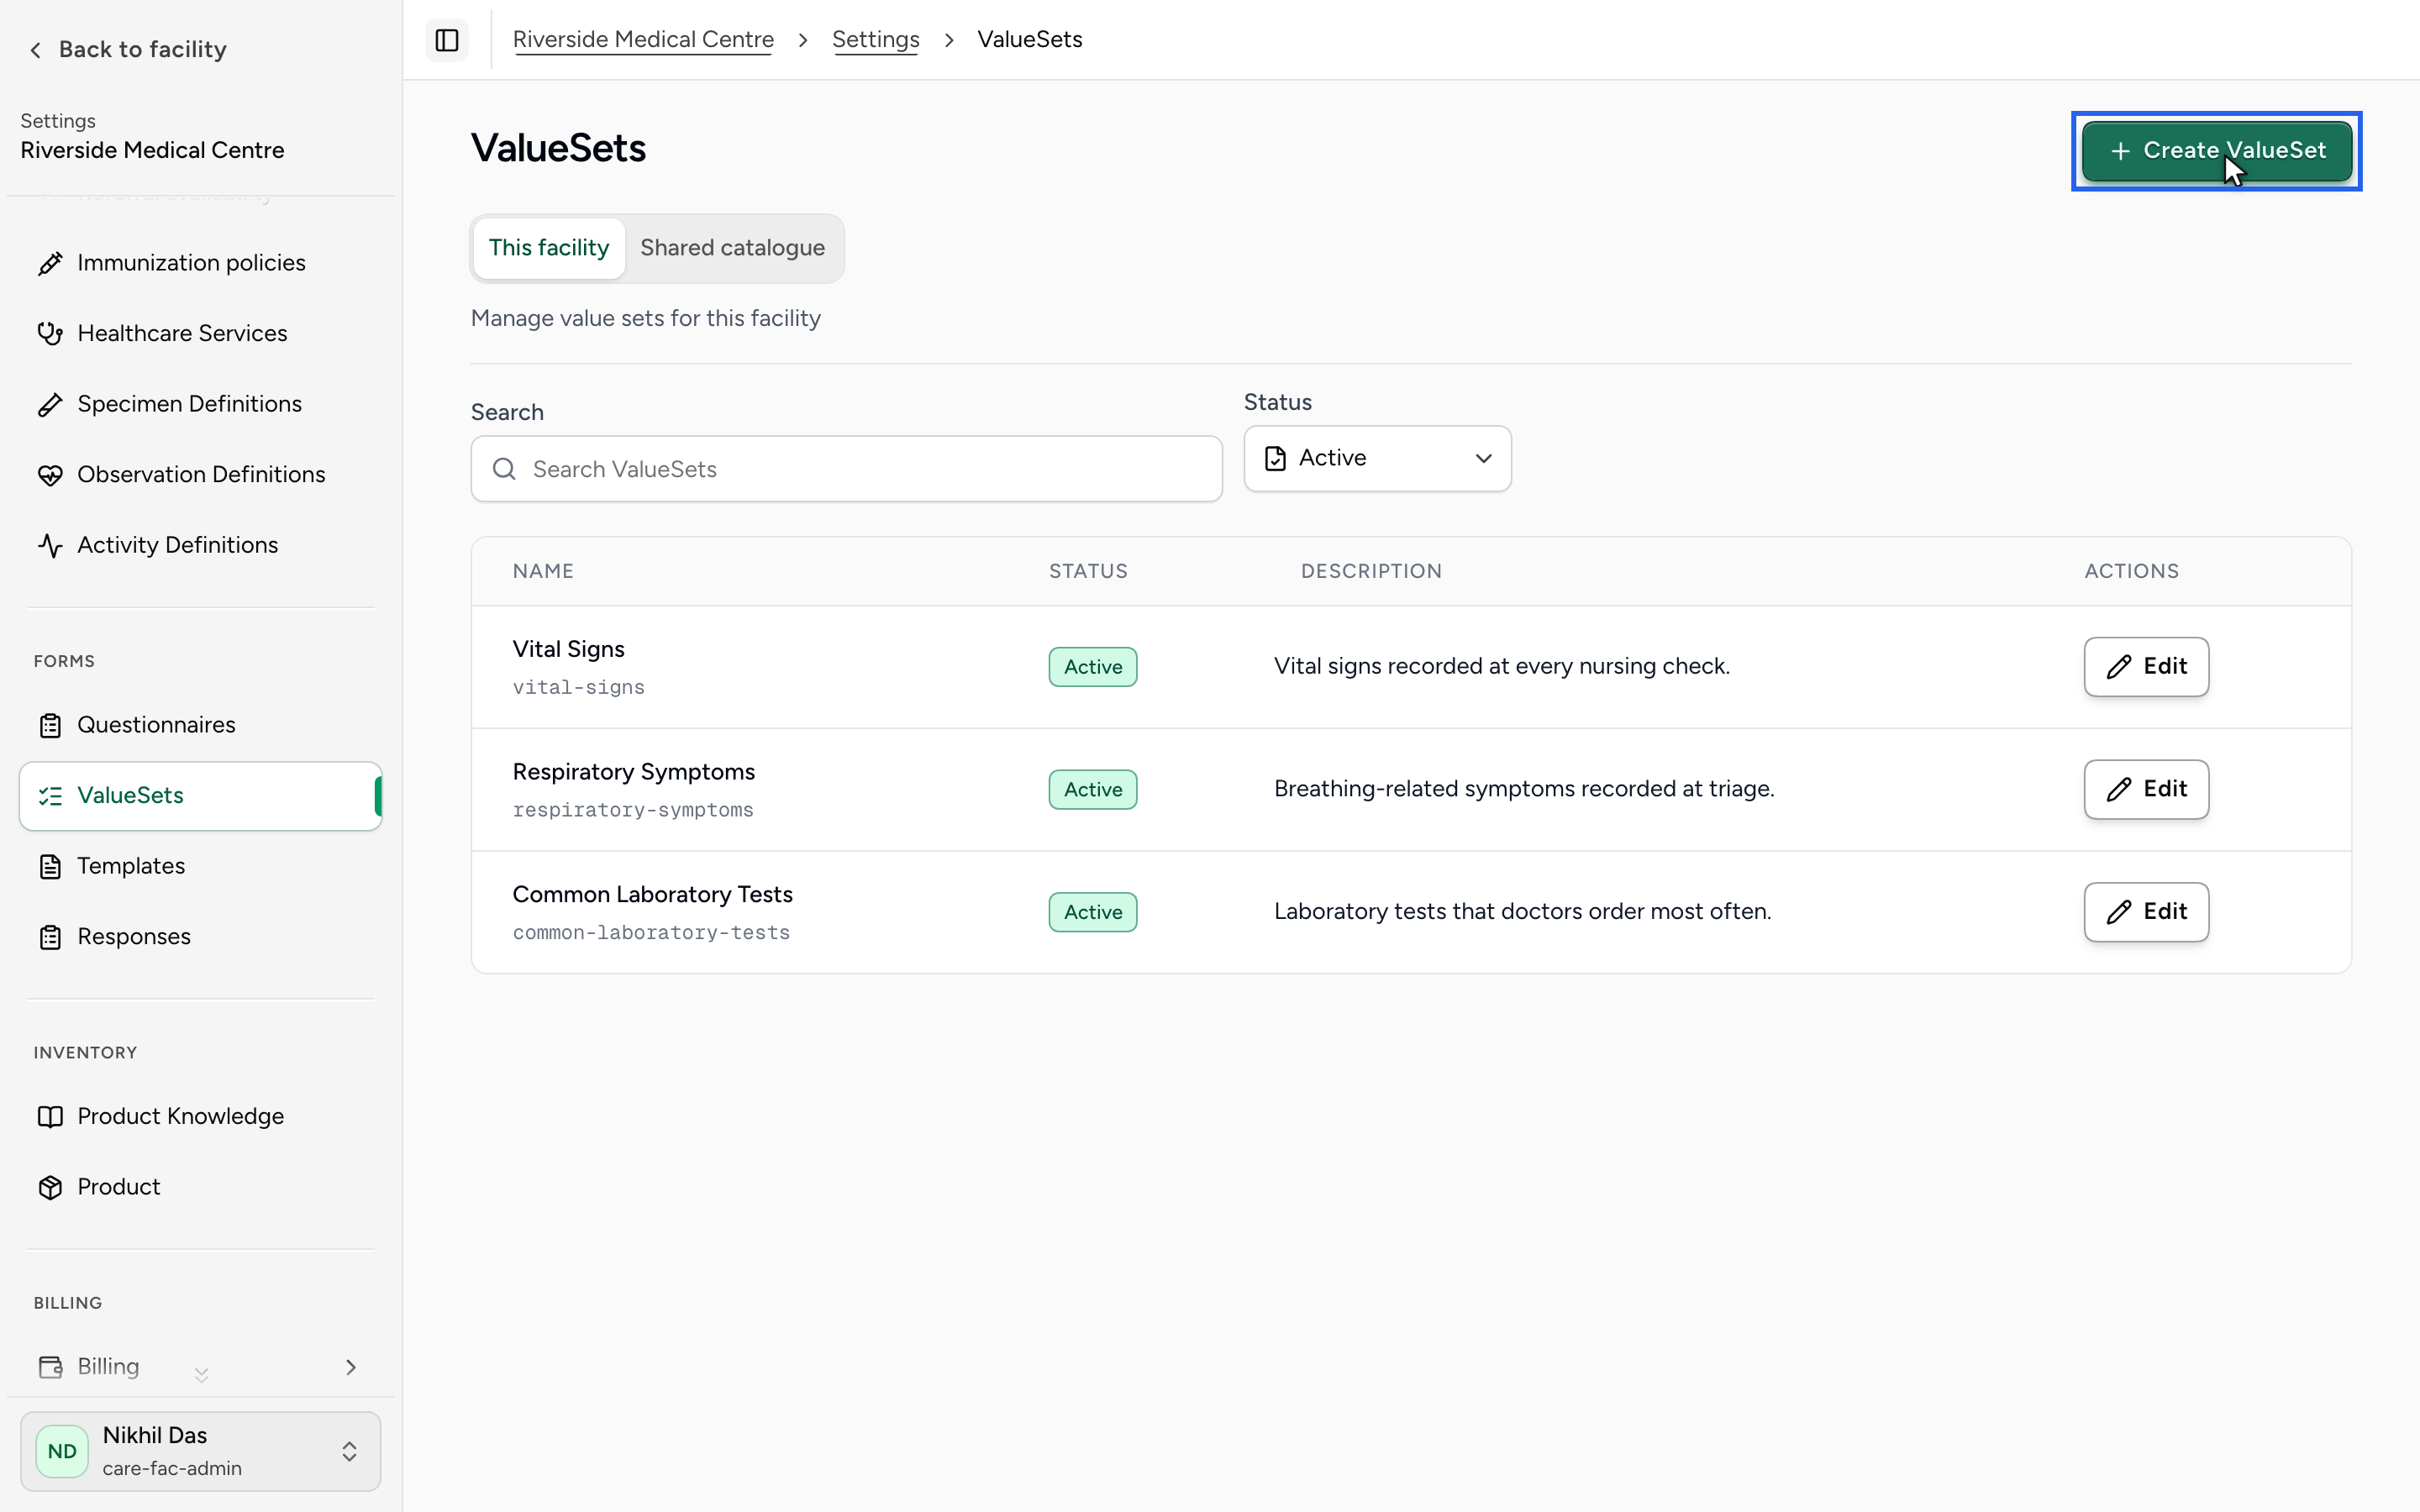 Back to facility
Settings
Riverside Medical Centre
Immunization policies
Healthcare Services
Specimen Definitions
Observation Definitions
Activity Definitions
FORMS
Questionnaires
ValueSets
Templates
Responses
INVENTORY
Product Knowledge
Product
BILLING
Billing
ND
Nikhil Das
care-fac-admin
Riverside Medical Centre > Settings > ValueSets
ValueSets
+ Create ValueSet
This facility Shared catalogue
Manage value sets for this facility
Search
Search ValueSets
Status
Active
NAME STATUS DESCRIPTION ACTIONS
Vital Signs
vital-signs
Active
Vital signs recorded at every nursing check.
Edit
Respiratory Symptoms
respiratory-symptoms
Active
Breathing-related symptoms recorded at triage.
Edit
Common Laboratory Tests
common-laboratory-tests
Active
Laboratory tests that doctors order most often.
Edit